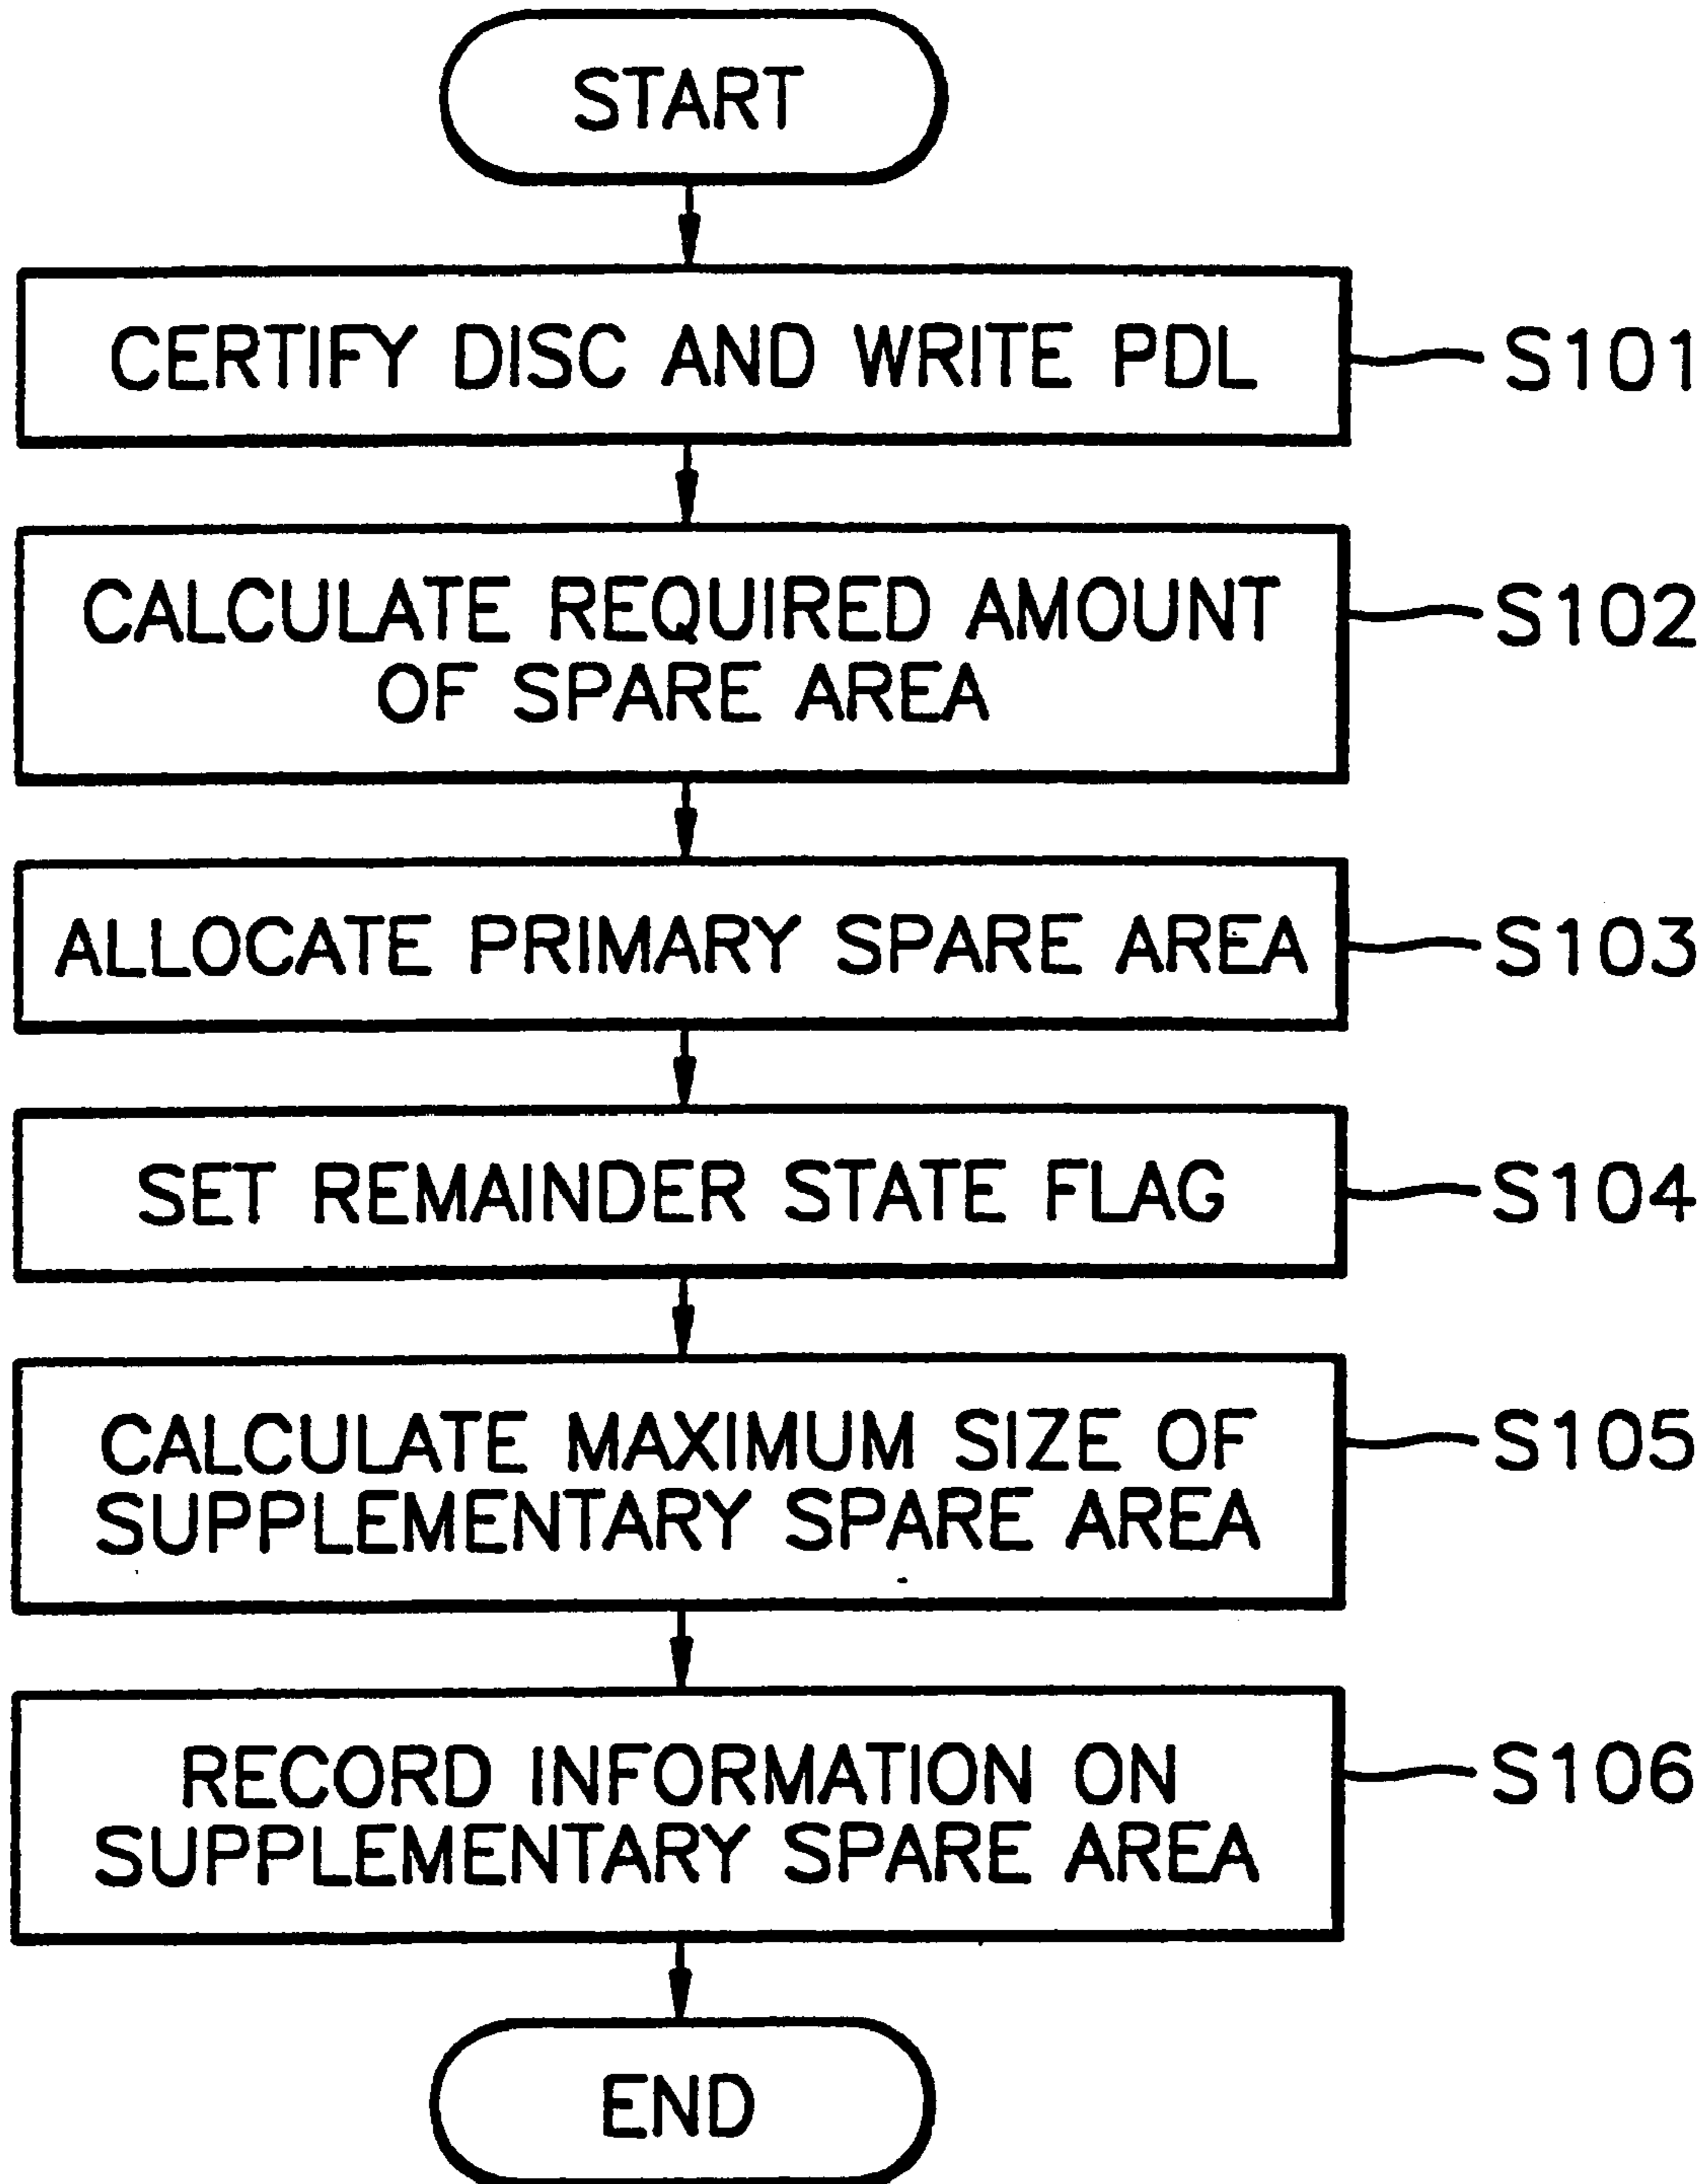 START
CERTIFY DISC AND WRITE PDL
S101
CALCULATE REQUIRED AMOUNT
OF SPARE AREA
S102
ALLOCATE PRIMARY SPARE AREA
S103
SET REMAINDER STATE FLAG
S104
CALCULATE MAXIMUM SIZE OF
SUPPLEMENTARY SPARE AREA
S105
RECORD INFORMATION ON
SUPPLEMENTARY SPARE AREA
S106
END